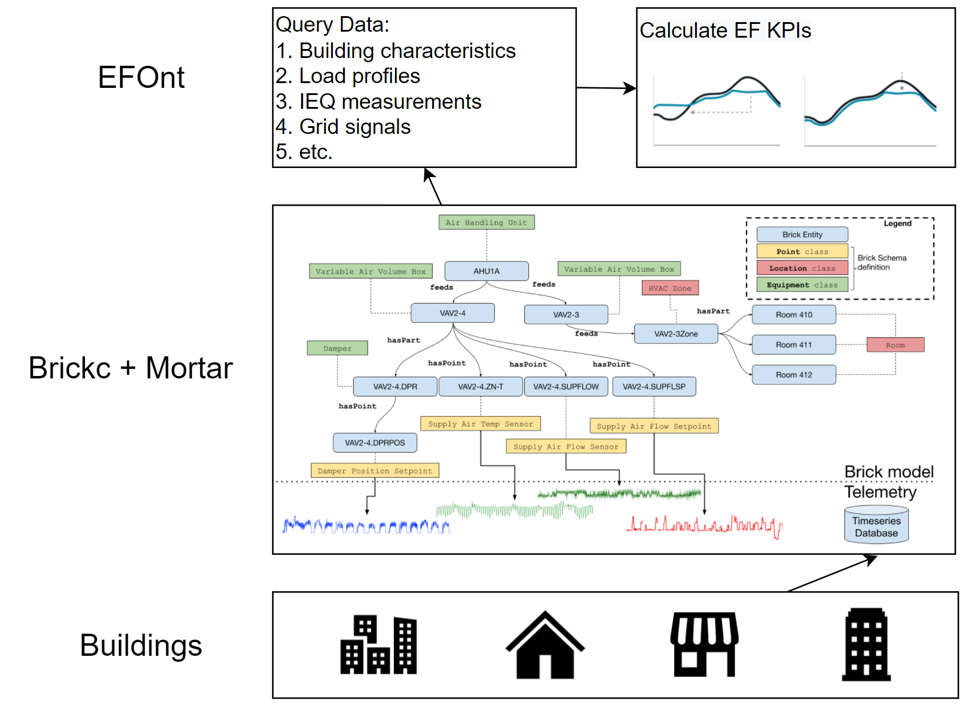 EFOnt
Query Data:
1. Building characteristics
2. Load profiles
3. IEQ measurements
4. Grid signals
5. etc.
Calculate EF KPIs
Brickc + Mortar
Air Handling Unit
Legend
Brick Entity
Point class
Location class
Equipment class
Brick Schema
definition
Variable Air Volume Box
AHU1A
Variable Air Volume Box
feeds
feeds
HVAC Zone
VAV2-4
VAV2-3
hasPart
Room 410
feeds
VAV2-3Zone
Damper
hasPart
Room 411
Room
hasPoint
hasPoint
hasPoint
Room 412
VAV2-4.DPR
VAV2-4.ZN-T
VAV2-4.SUPFLOW
VAV2-4.SUPFLSP
hasPoint
Supply Air Temp Sensor
Supply Air Flow Setpoint
VAV2-4.DPRPOS
Supply Air Flow Sensor
Damper Position Setpoint
Brick model
Telemetry
Timeseries
Database
Buildings